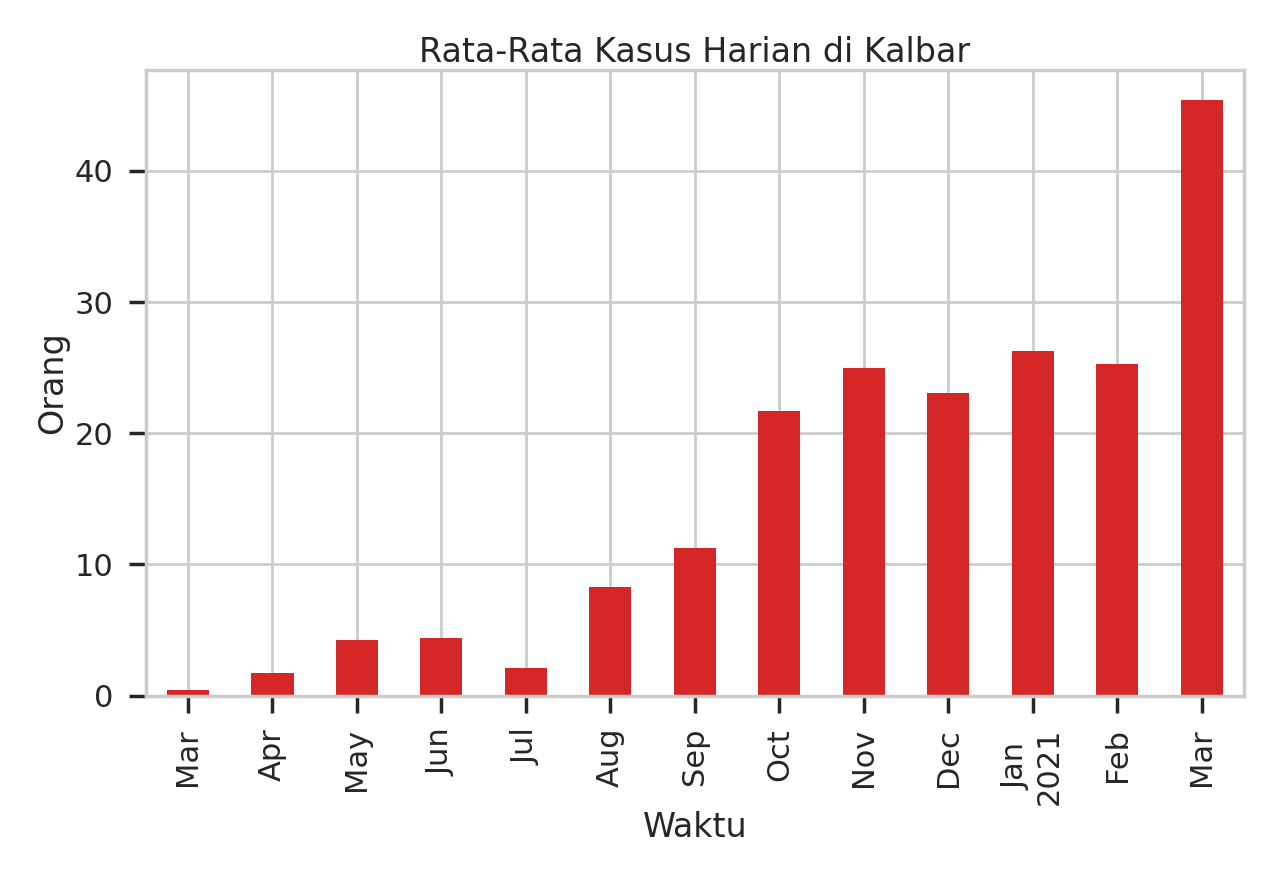 Rata-Rata Kasus Harian di Kalbar
40
30
20
10
0
Orang
Mar
Apr
May
Jun
Jul
Aug
Sep
Oct
Nov
Dec
Jan
2021
Feb
Mar
Waktu